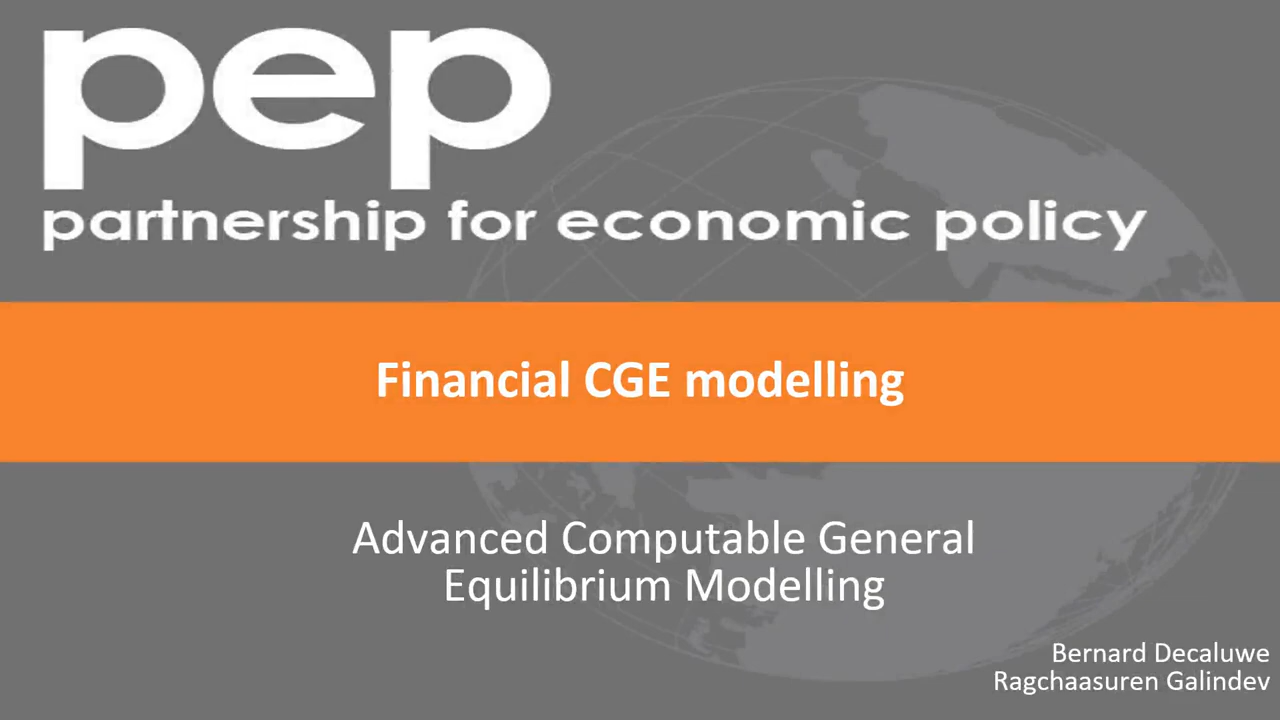 pep
partnership for economic policy
Financial CGE modelling
Advanced Computable General
Equilibrium Modelling
Bernard Decaluwe
Ragchaasuren Galindev